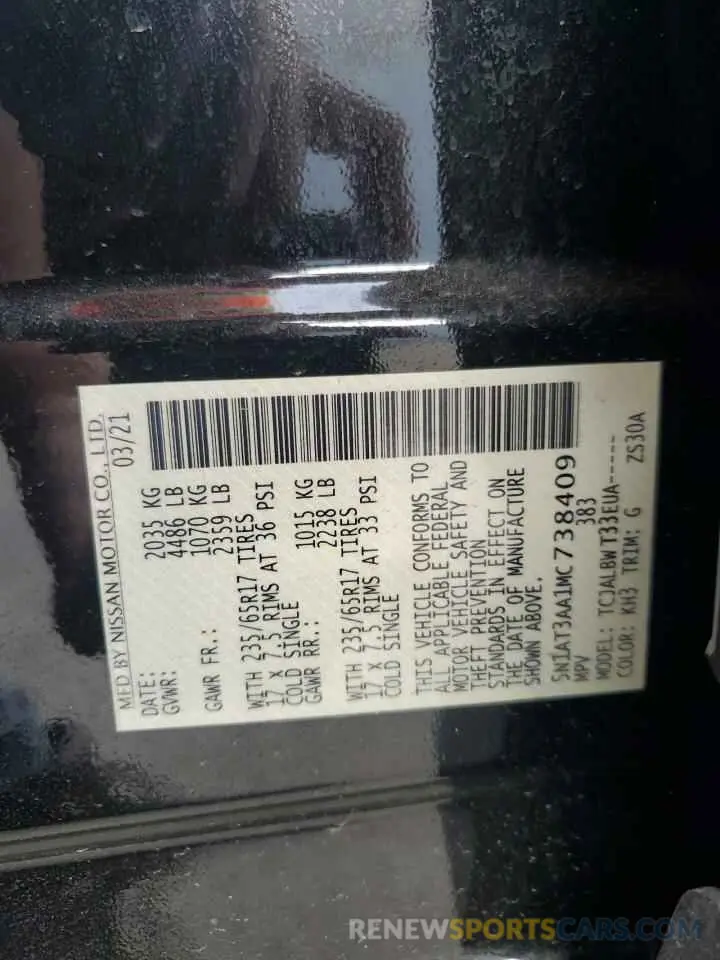 MFD BY NISSAN MOTOR CO., LTD.
DATE: 03/21
GVWR: 2035 KG
4486 LB
GAWR FR.: 1070 KG
2359 LB
WITH 235/65R17 TIRES
17 X 7.5 RIMS AT 36 PSI
COLD SINGLE
GAWR RR.: 1015 KG
2238 LB
WITH 235/65R17 TIRES
17 X 7.5 RIMS AT 33 PSI
COLD SINGLE
THIS VEHICLE CONFORMS TO
ALL APPLICABLE FEDERAL
MOTOR VEHICLE SAFETY AND
THEFT PREVENTION
STANDARDS IN EFFECT ON
THE DATE OF MANUFACTURE
SHOWN ABOVE.
5N1AT3AA1MC738409
MPV 383
MODEL: TCJALBWT33EUA-----
COLOR: KH3 TRIM: G ZS30A
RENEWSPORTSCARS.COM